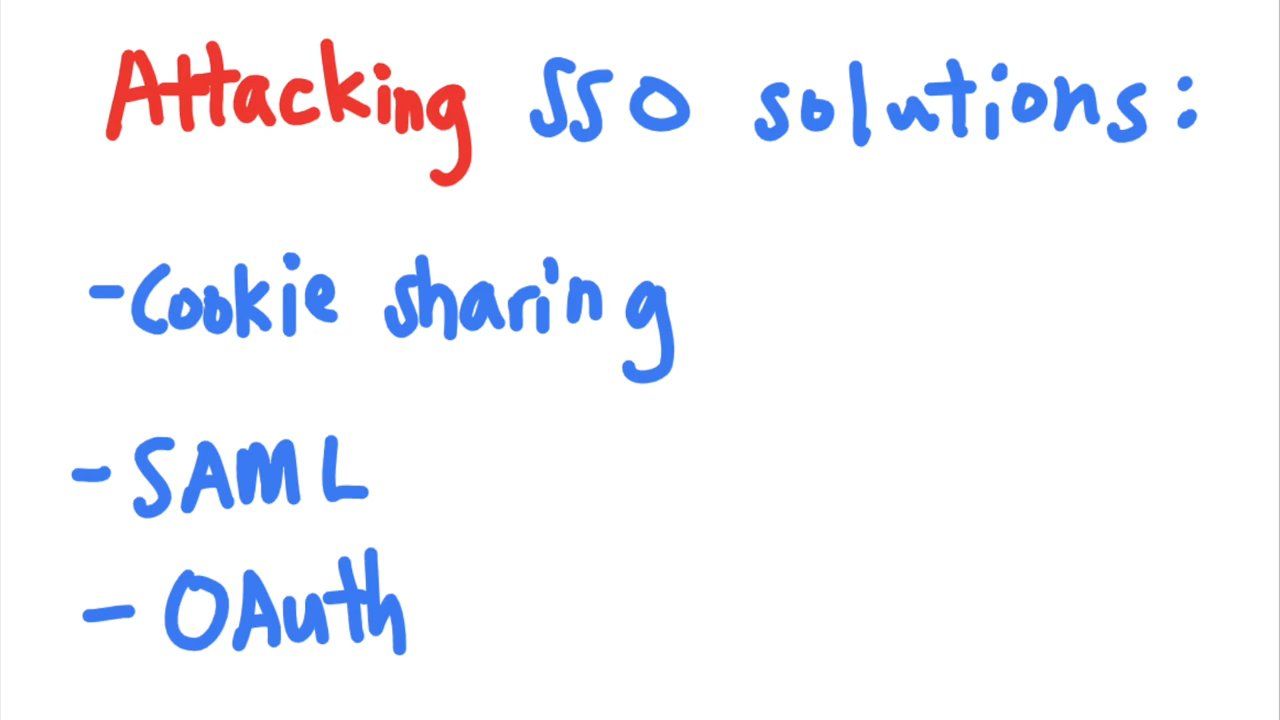 Attacking SSO solutions:
- Cookie sharing
- SAML
- OAuth